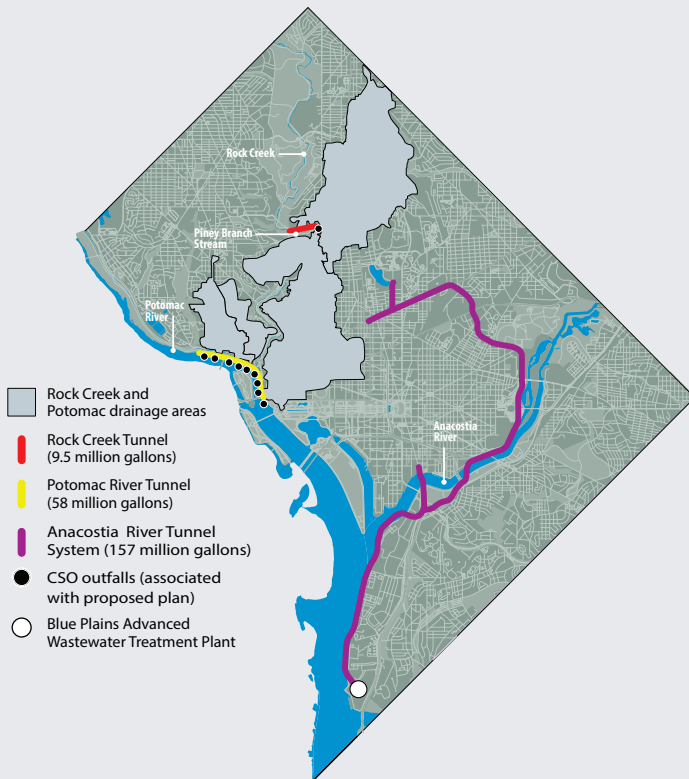 Rock Creek
Piney Branch
Stream
Potomac
River
Anacostia
River
Rock Creek and
Potomac drainage areas
Rock Creek Tunnel
(9.5 million gallons)
Potomac River Tunnel
(58 million gallons)
Anacostia River Tunnel
System (157 million gallons)
CSO outfalls (associated
with proposed plan)
Blue Plains Advanced
Wastewater Treatment Plant